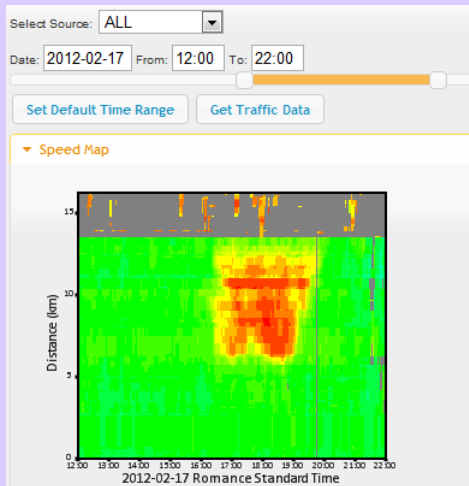 Select Source: ALL
Date: 2012-02-17 From: 12:00 To: 22:00
Set Default Time Range Get Traffic Data
Speed Map
15
10
Distance (km)
5
0
12:00 13:00 14:00 15:00 16:00 17:00 18:00 19:00 20:00 21:00 22:00
2012-02-17 Romance Standard Time